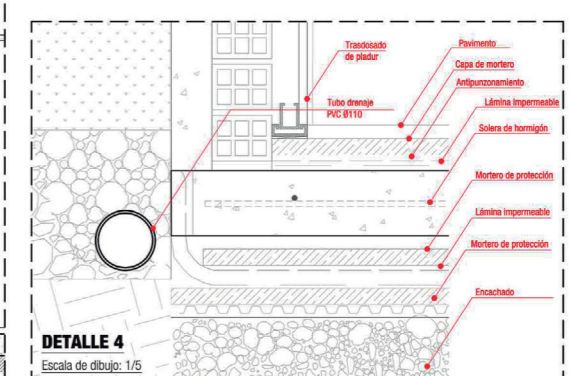 Trasdosado
de pladur
Tubo drenaje
PVC Ø110
Pavimento
Capa de mortero
Antipunzonamiento
Lámina impermeable
Solera de hormigón
Mortero de protección
Lámina impermeable
Mortero de protección
Encachado
DETALLE 4
Escala de dibujo: 1/5